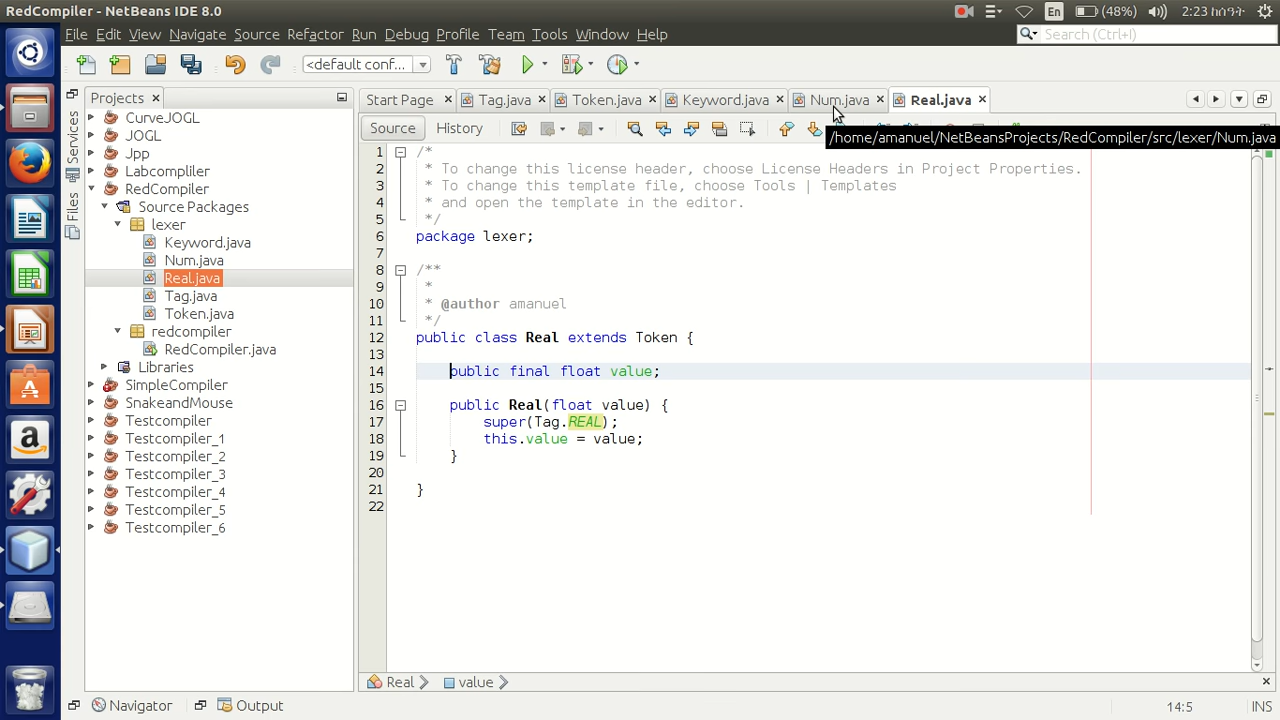 RedCompiler - NetBeans IDE 8.0
En
(48%)
2:23 ከሰዓት
File Edit View Navigate Source Refactor Run Debug Profile Team Tools Window Help
Search (Ctrl+I)
<default conf...
Projects
Start Page
Tag.java
Token.java
Keyword.java
Num.java
Real.java
Services
Files
Source
History
/home/amanuel/NetBeansProjects/RedCompiler/src/lexer/Num.java
CurveJOGL
JOGL
Jpp
Labcompliler
RedCompiler
Source Packages
lexer
Keyword.java
Num.java
Real.java
Tag.java
Token.java
redcompiler
RedCompiler.java
Libraries
SimpleCompiler
SnakeandMouse
Testcompiler
Testcompiler_1
Testcompiler_2
Testcompiler_3
Testcompiler_4
Testcompiler_5
Testcompiler_6
1 /*
2 * To change this license header, choose License Headers in Project Properties.
3 * To change this template file, choose Tools | Templates
4 * and open the template in the editor.
5 */
6 package lexer;
7
8 /**
9 *
10 * @author amanuel
11 */
12 public class Real extends Token {
13
14 public final float value;
15
16 public Real(float value) {
17 super(Tag.REAL);
18 this.value = value;
19 }
20
21 }
22
Real
value
Navigator
Output
14:5
INS